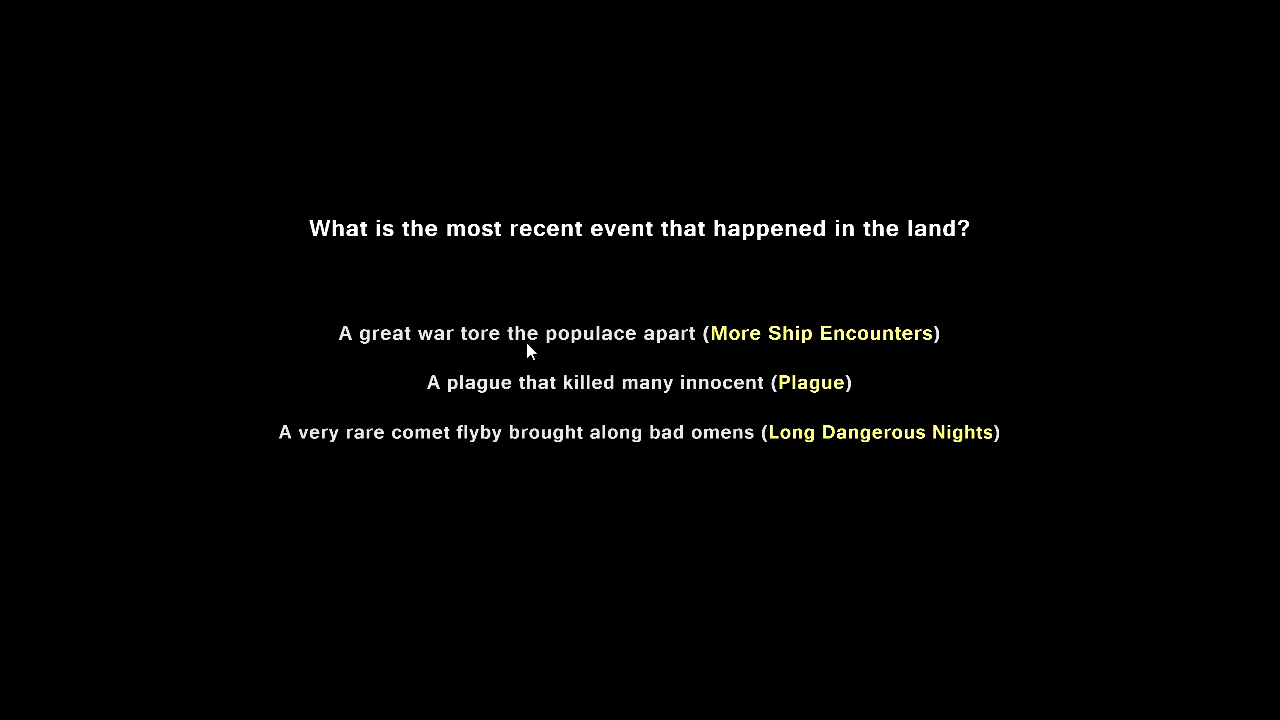 What is the most recent event that happened in the land?
A great war tore the populace apart (More Ship Encounters)
A plague that killed many innocent (Plague)
A very rare comet flyby brought along bad omens (Long Dangerous Nights)